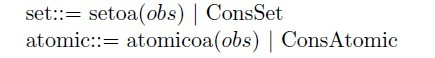 set::= setoa(obs) | ConsSet
atomic::= atomicoa(obs) | ConsAtomic